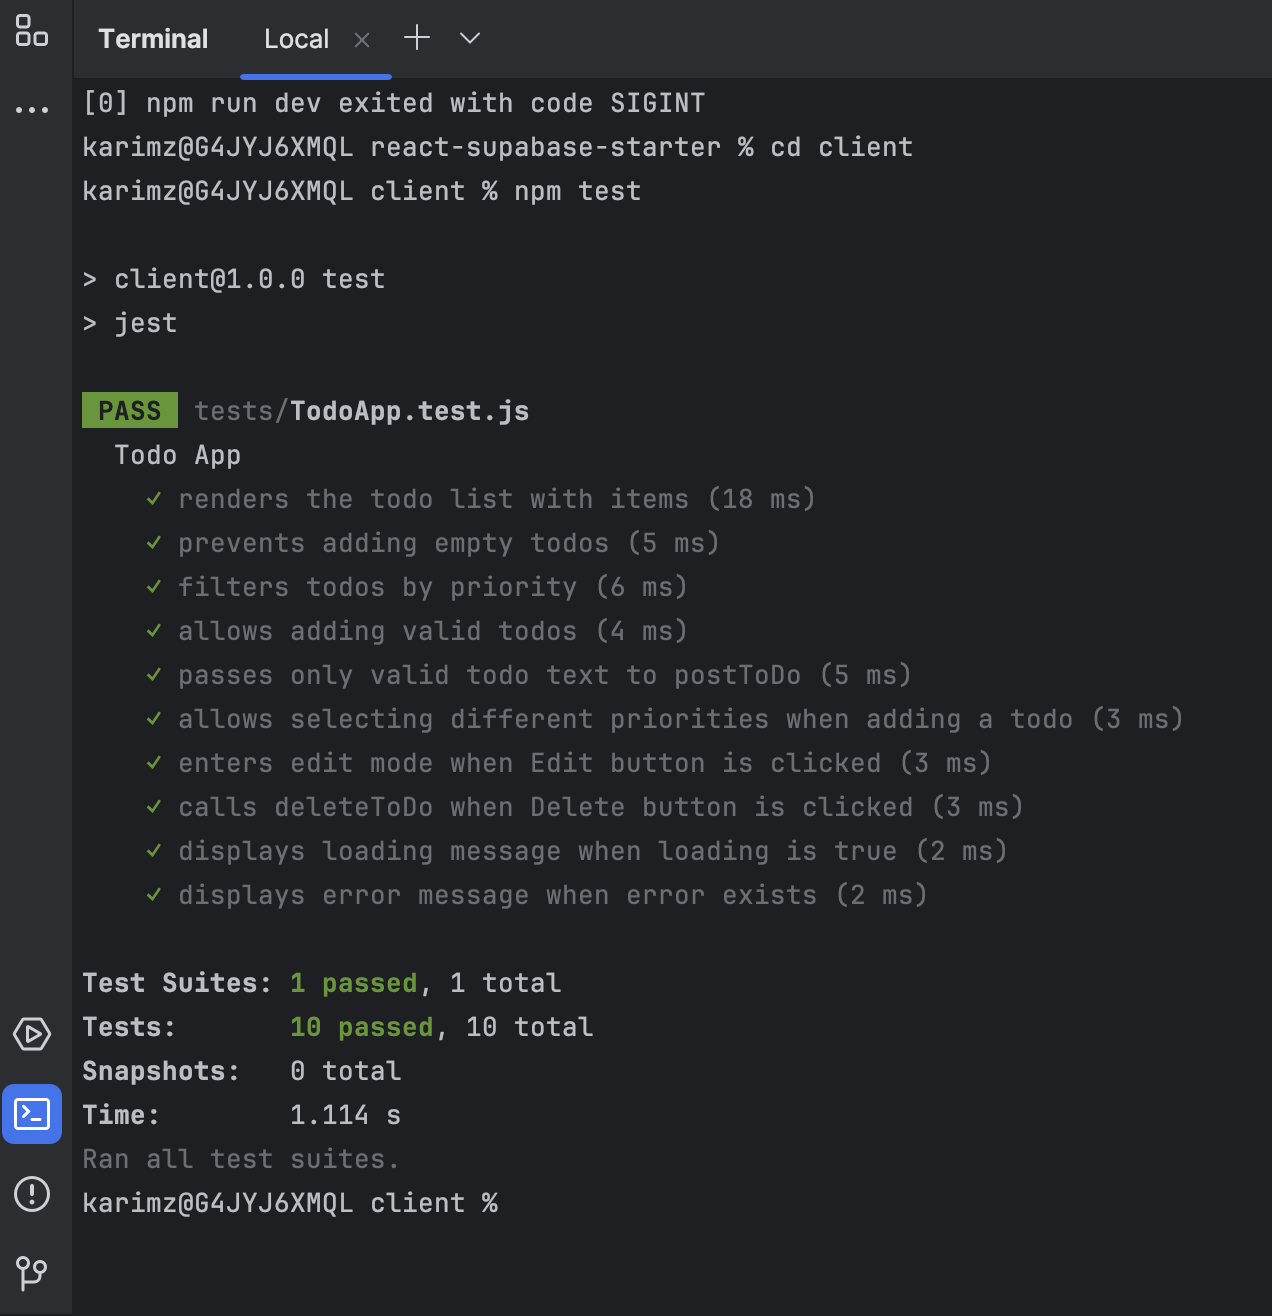 Terminal Local
[0] npm run dev exited with code SIGINT
karimz@G4JYJ6XMQL react-supabase-starter % cd client
karimz@G4JYJ6XMQL client % npm test
> client@1.0.0 test
> jest
PASS tests/TodoApp.test.js
Todo App
✓ renders the todo list with items (18 ms)
✓ prevents adding empty todos (5 ms)
✓ filters todos by priority (6 ms)
✓ allows adding valid todos (4 ms)
✓ passes only valid todo text to postToDo (5 ms)
✓ allows selecting different priorities when adding a todo (3 ms)
✓ enters edit mode when Edit button is clicked (3 ms)
✓ calls deleteToDo when Delete button is clicked (3 ms)
✓ displays loading message when loading is true (2 ms)
✓ displays error message when error exists (2 ms)
Test Suites: 1 passed, 1 total
Tests: 10 passed, 10 total
Snapshots: 0 total
Time: 1.114 s
Ran all test suites.
karimz@G4JYJ6XMQL client %